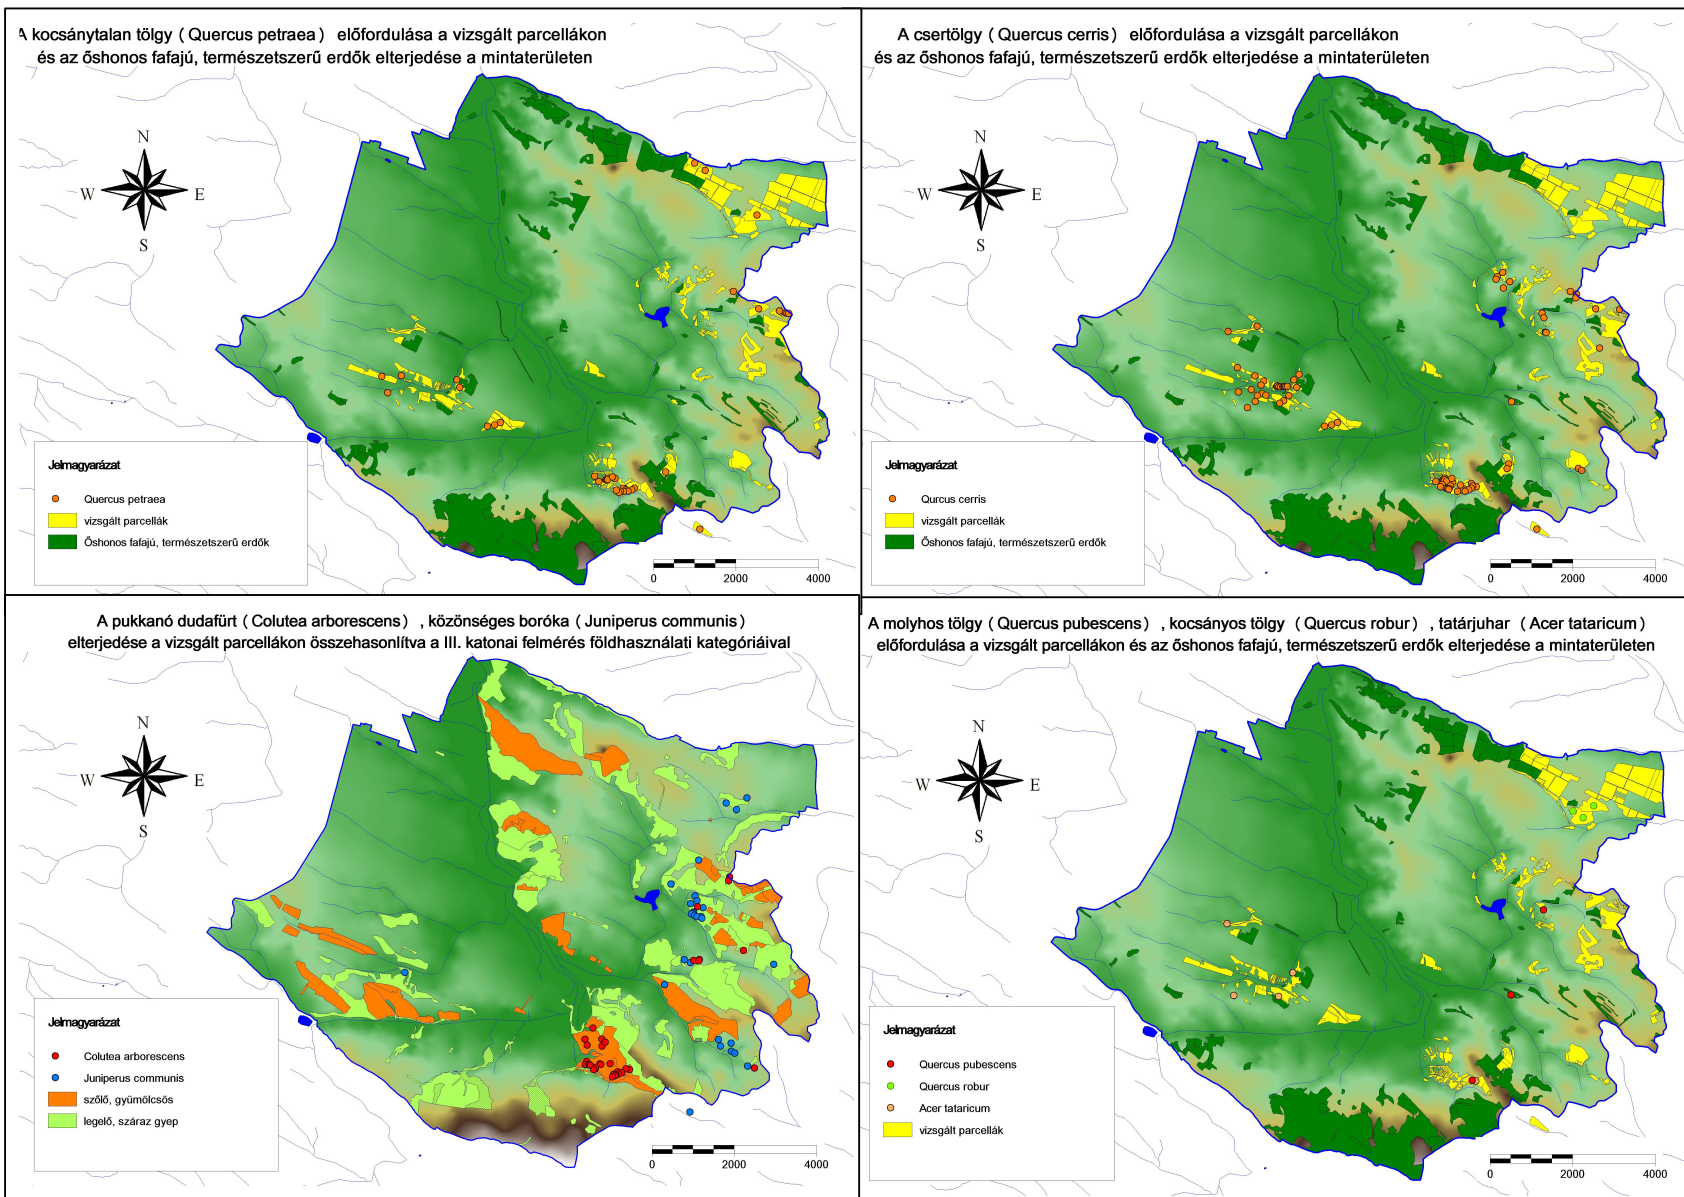 A kocsánytalan tölgy ( Quercus petraea ) előfordulása a vizsgált parcellákon
és az őshonos fafajú, természetszerű erdők elterjedése a mintaterületen
N
W E
S
Jelmagyarázat
Quercus petraea
vizsgált parcellák
Őshonos fafajú, természetszerű erdők
0 2000 4000
A csertölgy ( Quercus cerris ) előfordulása a vizsgált parcellákon
és az őshonos fafajú, természetszerű erdők elterjedése a mintaterületen
N
W E
S
Jelmagyarázat
Qurcus cerris
vizsgált parcellák
Őshonos fafajú, természetszerű erdők
0 2000 4000
A pukkanó dudafürt ( Colutea arborescens ) , közönséges boróka ( Juniperus communis )
elterjedése a vizsgált parcellákon összehasonlítva a III. katonai felmérés földhasználati kategóriáival
N
W E
S
Jelmagyarázat
Colutea arborescens
Juniperus communis
szőlő, gyümölcsös
legelő, száraz gyep
0 2000 4000
A molyhos tölgy ( Quercus pubescens ) , kocsányos tölgy ( Quercus robur ) , tatárjuhar ( Acer tataricum )
előfordulása a vizsgált parcellákon és az őshonos fafajú, természetszerű erdők elterjedése a mintaterületen
N
W E
S
Jelmagyarázat
Quercus pubescens
Quercus robur
Acer tataricum
vizsgált parcellák
0 2000 4000